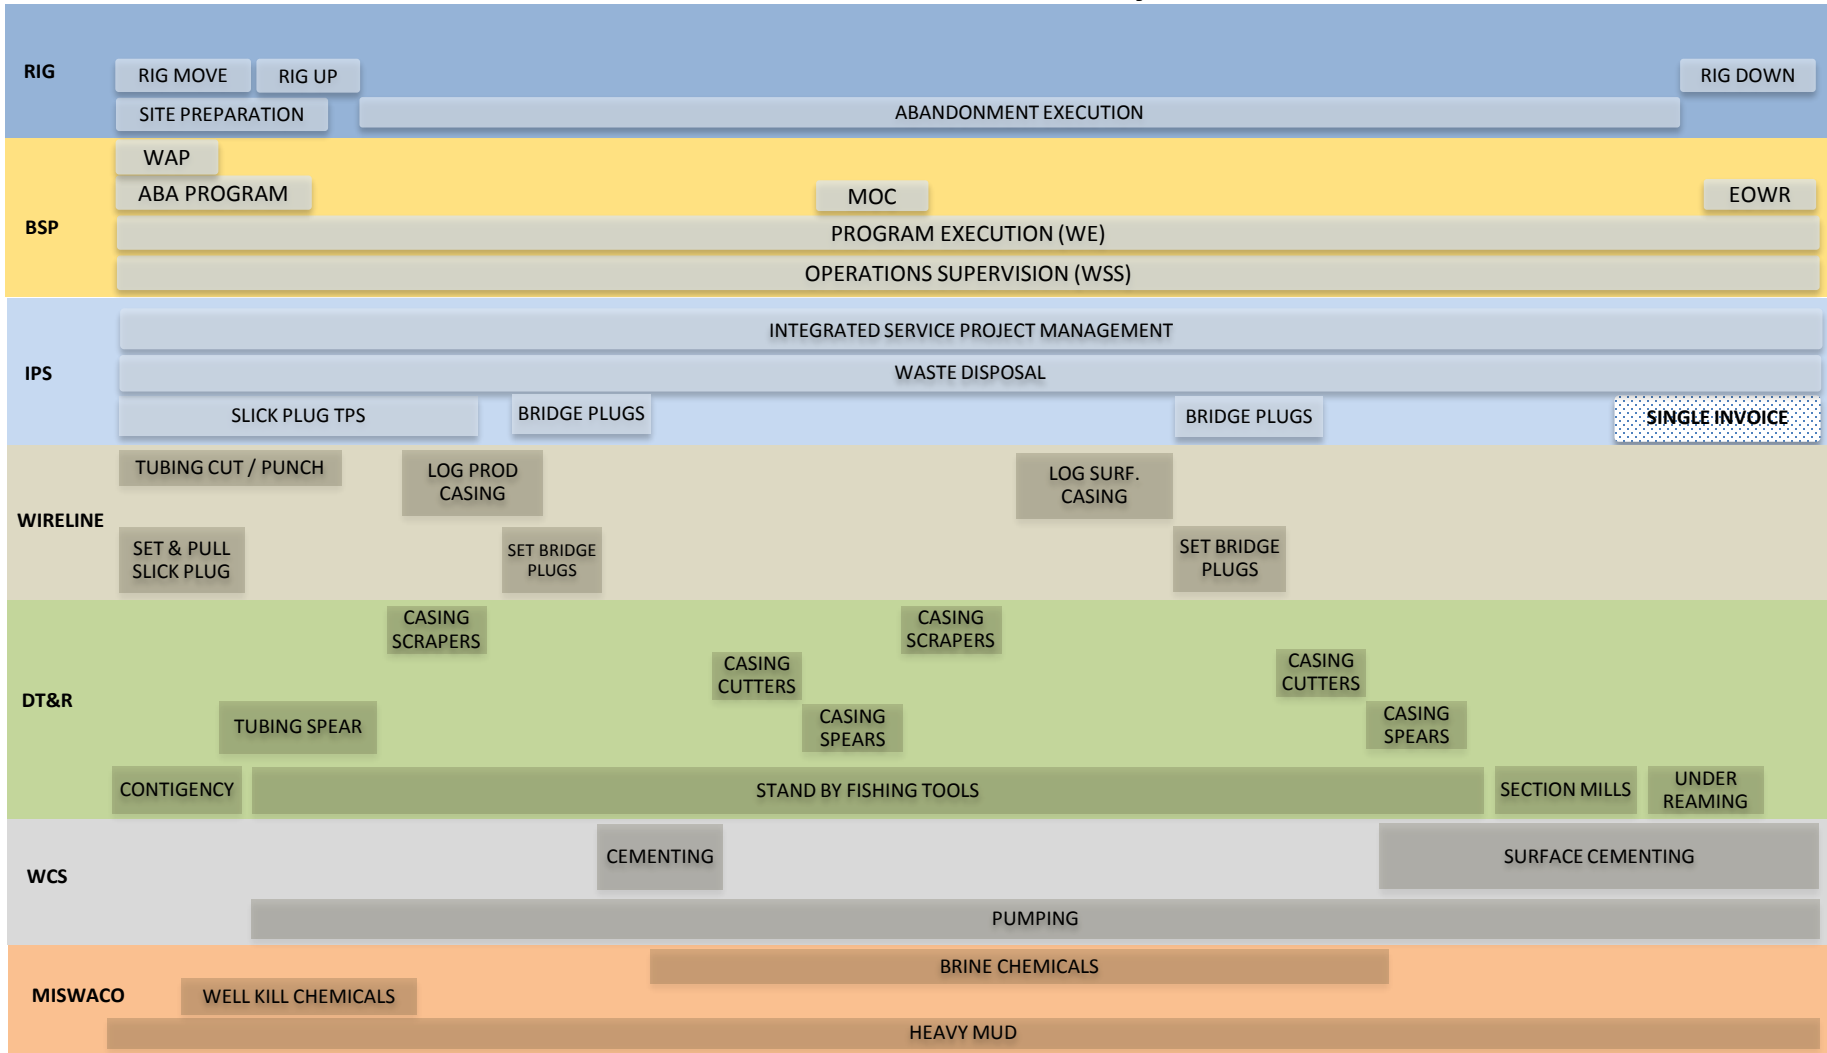 RIG
RIG MOVE
RIG UP
RIG DOWN
SITE PREPARATION
ABANDONMENT EXECUTION
BSP
WAP
ABA PROGRAM
MOC
EOWR
PROGRAM EXECUTION (WE)
OPERATIONS SUPERVISION (WSS)
IPS
INTEGRATED SERVICE PROJECT MANAGEMENT
WASTE DISPOSAL
SLICK PLUG TPS
BRIDGE PLUGS
BRIDGE PLUGS
SINGLE INVOICE
WIRELINE
TUBING CUT / PUNCH
LOG PROD
CASING
LOG SURF.
CASING
SET & PULL
SLICK PLUG
SET BRIDGE
PLUGS
SET BRIDGE
PLUGS
DT&R
CASING
SCRAPERS
CASING
SCRAPERS
CASING
CUTTERS
CASING
CUTTERS
TUBING SPEAR
CASING
SPEARS
CASING
SPEARS
CONTIGENCY
STAND BY FISHING TOOLS
SECTION MILLS
UNDER
REAMING
WCS
CEMENTING
SURFACE CEMENTING
PUMPING
MISWACO
BRINE CHEMICALS
WELL KILL CHEMICALS
HEAVY MUD